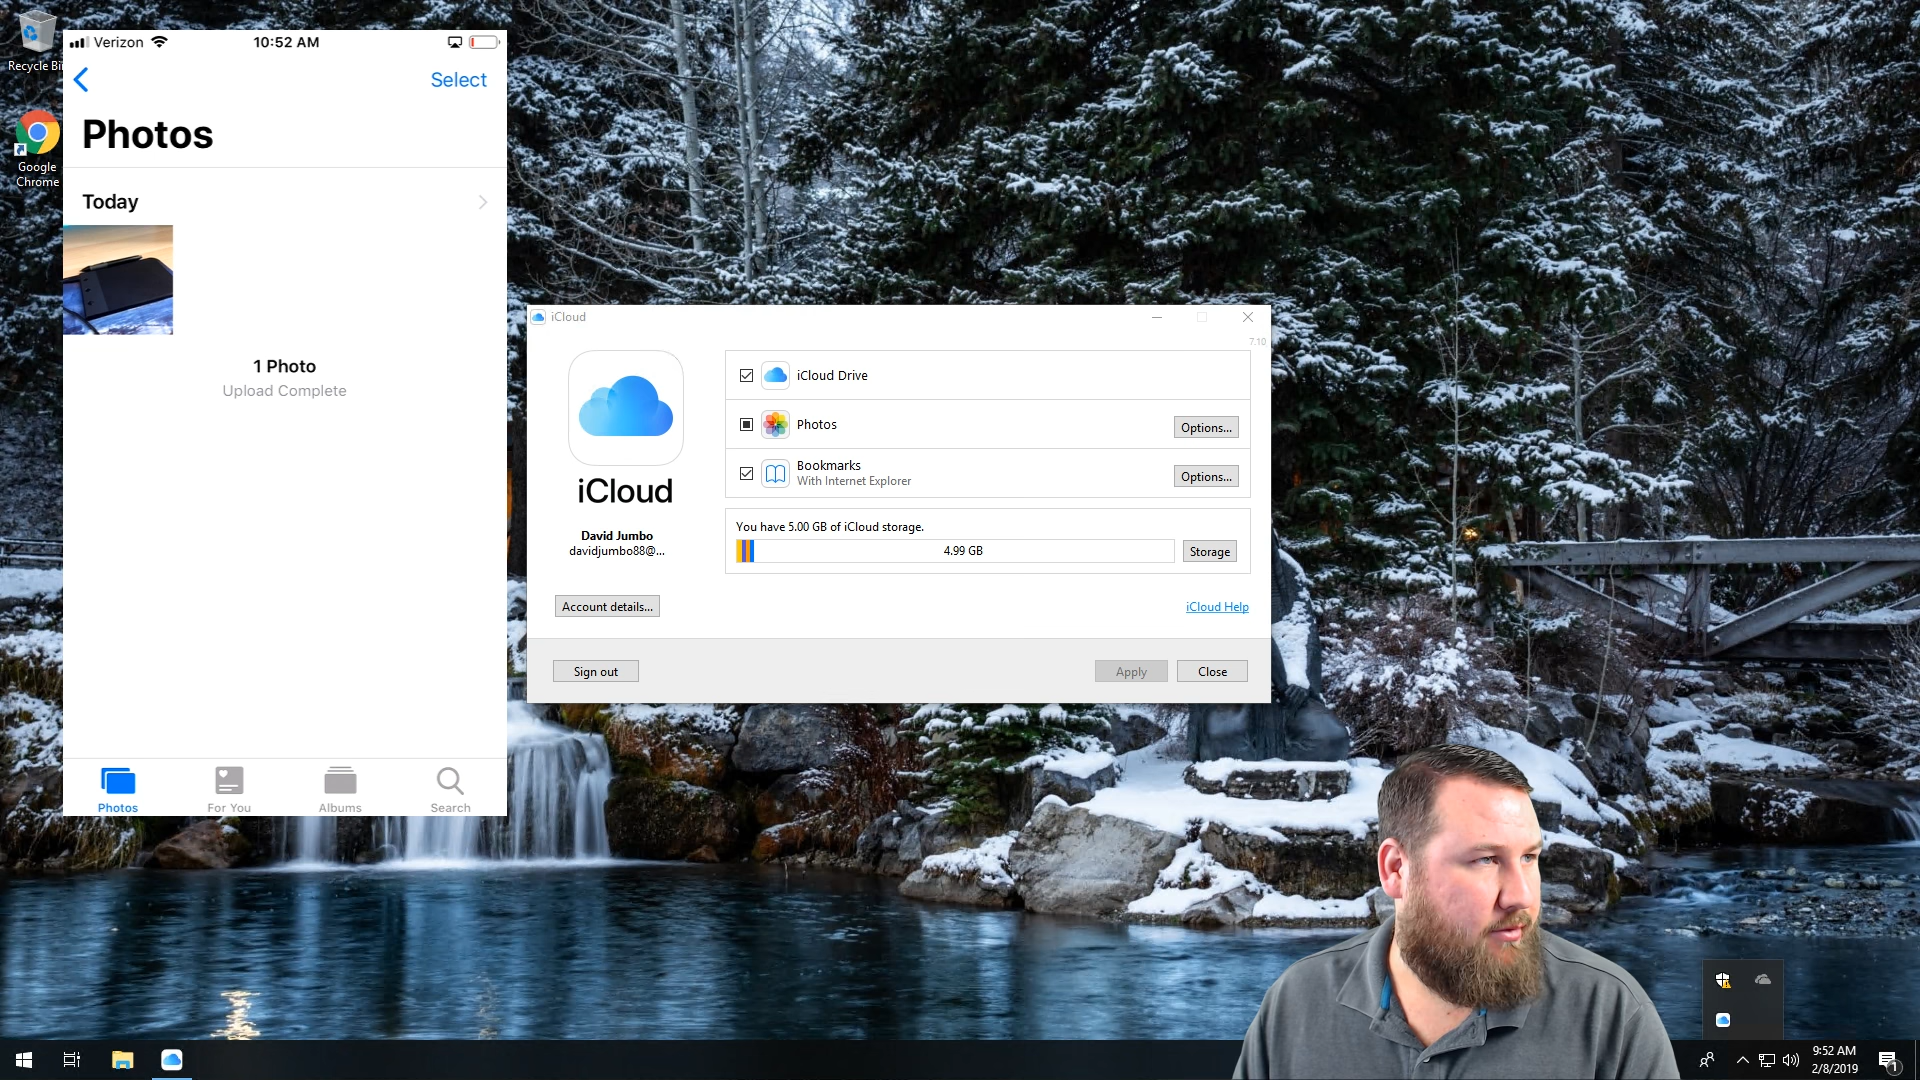 Recycle Bi
Google
Chrome
Verizon
10:52 AM
Select
Photos
Today
1 Photo
Upload Complete
Photos
For You
Albums
Search
iCloud
7.10
iCloud
David Jumbo
davidjumbo88@...
Account details...
iCloud Drive
Photos
Options...
Bookmarks
With Internet Explorer
Options...
You have 5.00 GB of iCloud storage.
4.99 GB
Storage
iCloud Help
Sign out
Apply
Close
9:52 AM
2/8/2019
1